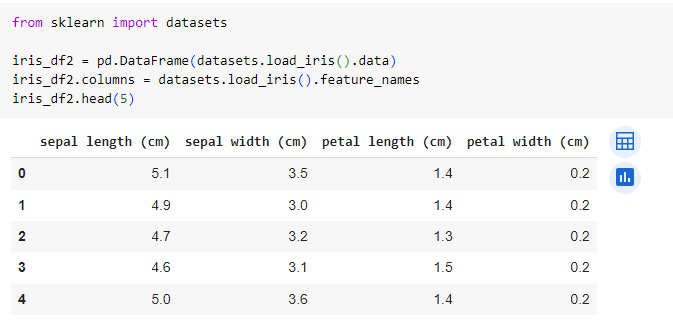 from sklearn import datasets
iris_df2 = pd.DataFrame(datasets.load_iris().data)
iris_df2.columns = datasets.load_iris().feature_names
iris_df2.head(5)
sepal length (cm) sepal width (cm) petal length (cm) petal width (cm)
0 5.1 3.5 1.4 0.2
1 4.9 3.0 1.4 0.2
2 4.7 3.2 1.3 0.2
3 4.6 3.1 1.5 0.2
4 5.0 3.6 1.4 0.2